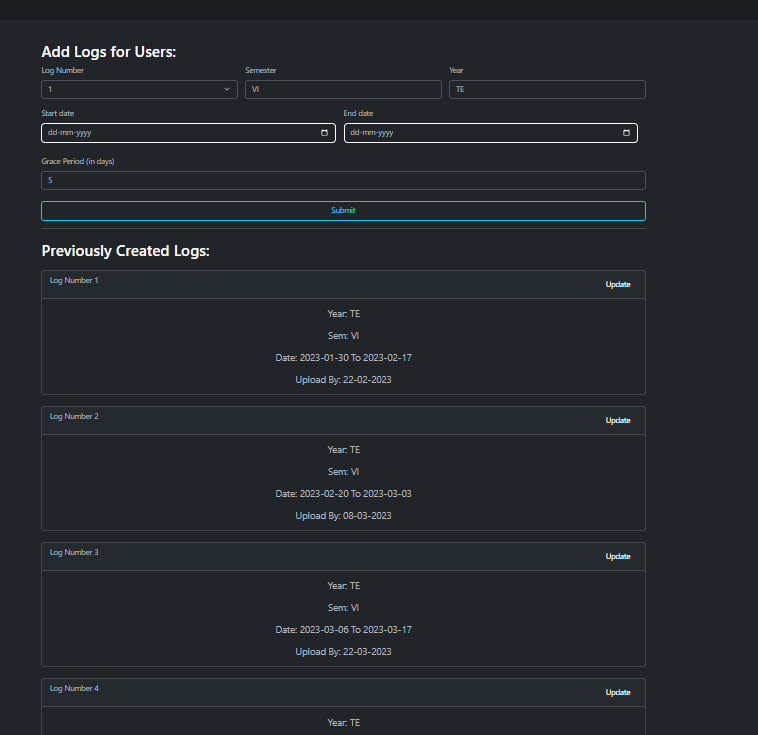 Add Logs for Users:
Log Number Semester Year
1 VI TE
Start date End date
dd-mm-yyyy dd-mm-yyyy
Grace Period (in days)
5
Submit
Previously Created Logs:
Log Number 1 Update
Year: TE
Sem: VI
Date: 2023-01-30 To 2023-02-17
Upload By: 22-02-2023
Log Number 2 Update
Year: TE
Sem: VI
Date: 2023-02-20 To 2023-03-03
Upload By: 08-03-2023
Log Number 3 Update
Year: TE
Sem: VI
Date: 2023-03-06 To 2023-03-17
Upload By: 22-03-2023
Log Number 4 Update
Year: TE